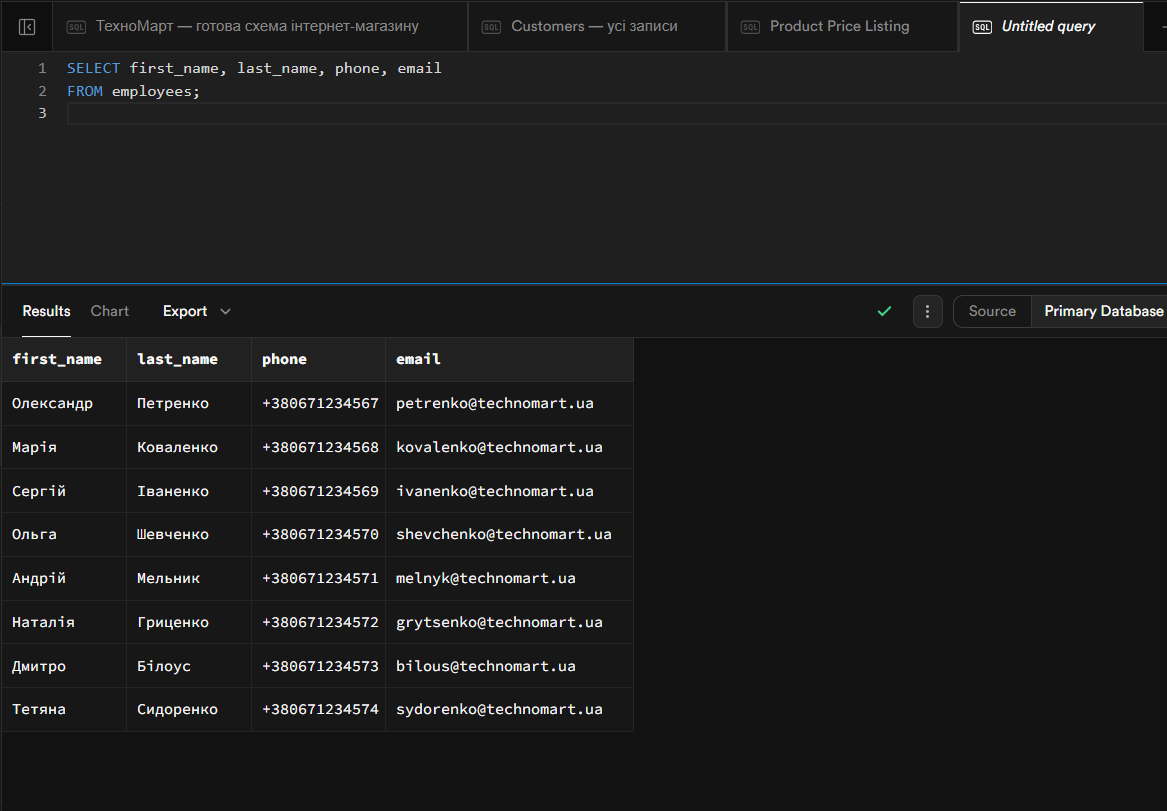 SQL ТехноМарт — готова схема інтернет-магазину SQL Customers — усі записи SQL Product Price Listing SQL Untitled query
1 SELECT first_name, last_name, phone, email
2 FROM employees;
3
Results Chart Export Source Primary Database
first_name last_name phone email
Олександр Петренко +380671234567 petrenko@technomart.ua
Марія Коваленко +380671234568 kovalenko@technomart.ua
Сергій Іваненко +380671234569 ivanenko@technomart.ua
Ольга Шевченко +380671234570 shevchenko@technomart.ua
Андрій Мельник +380671234571 melnyk@technomart.ua
Наталія Гриценко +380671234572 grytsenko@technomart.ua
Дмитро Білоус +380671234573 bilous@technomart.ua
Тетяна Сидоренко +380671234574 sydorenko@technomart.ua